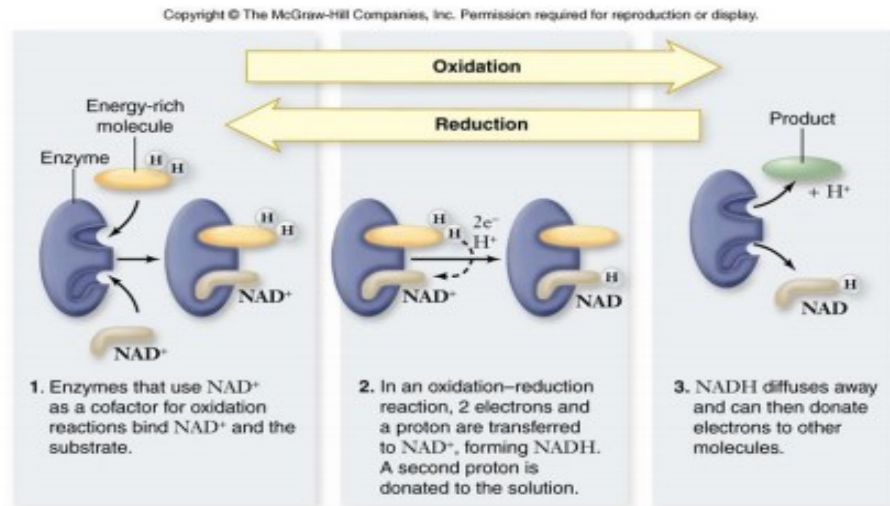 Copyright © The McGraw-Hill Companies, Inc. Permission required for reproduction or display.
Oxidation
Reduction
Energy-rich
molecule
Enzyme
H
H
H
H
NAD⁺
NAD⁺
1. Enzymes that use NAD⁺
as a cofactor for oxidation
reactions bind NAD⁺ and the
substrate.
H
H
2e⁻
H⁺
NAD⁺
H
NAD
2. In an oxidation–reduction
reaction, 2 electrons and
a proton are transferred
to NAD⁺, forming NADH.
A second proton is
donated to the solution.
Product
+ H⁺
H
NAD
3. NADH diffuses away
and can then donate
electrons to other
molecules.